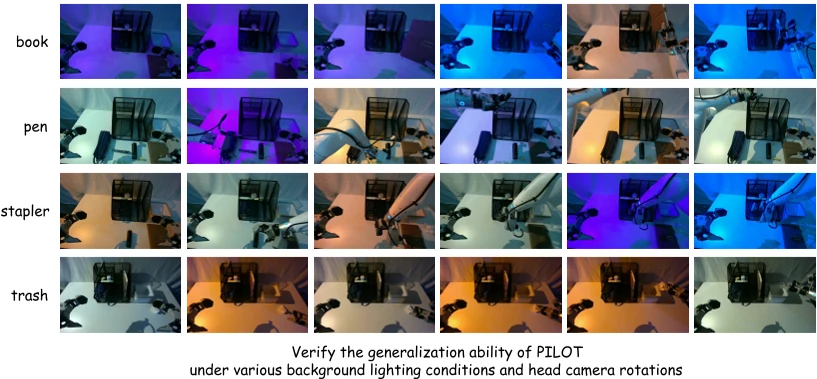 book
pen
stapler
trash
Verify the generalization ability of PILOT
under various background lighting conditions and head camera rotations